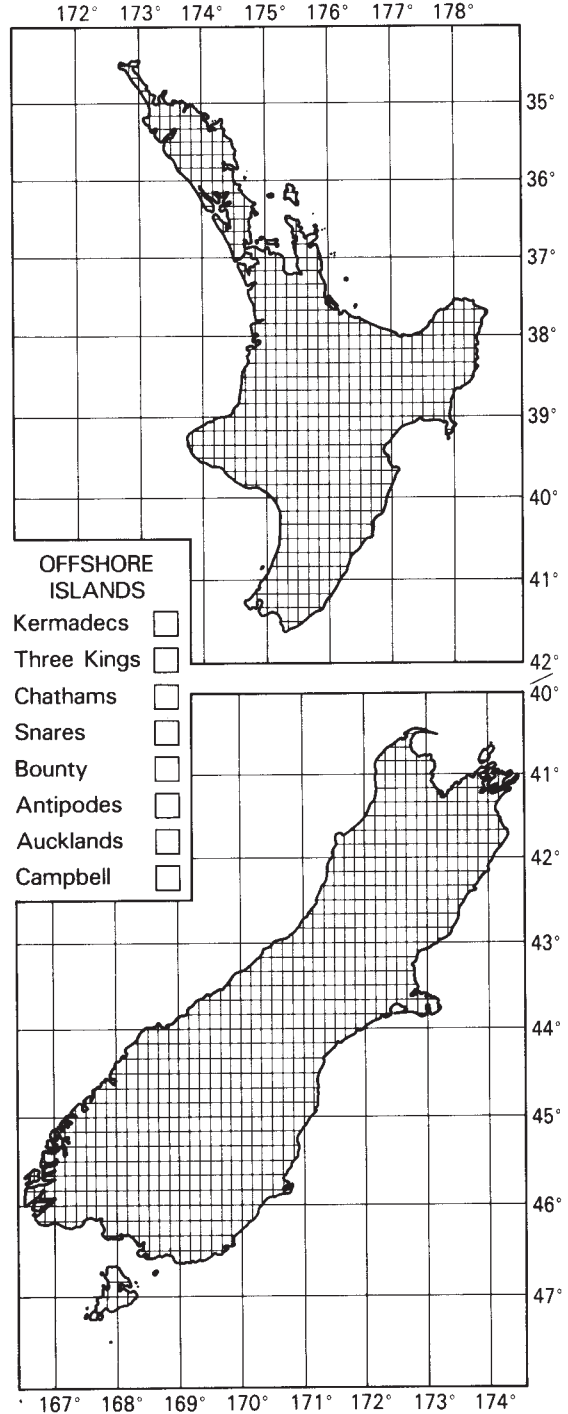 172° 173° 174° 175° 176° 177° 178°
35°
36°
37°
38°
39°
40°
41°
42°
OFFSHORE
ISLANDS
Kermadecs
Three Kings
Chathams
Snares
Bounty
Antipodes
Aucklands
Campbell
40°
41°
42°
43°
44°
45°
46°
47°
167° 168° 169° 170° 171° 172° 173° 174°